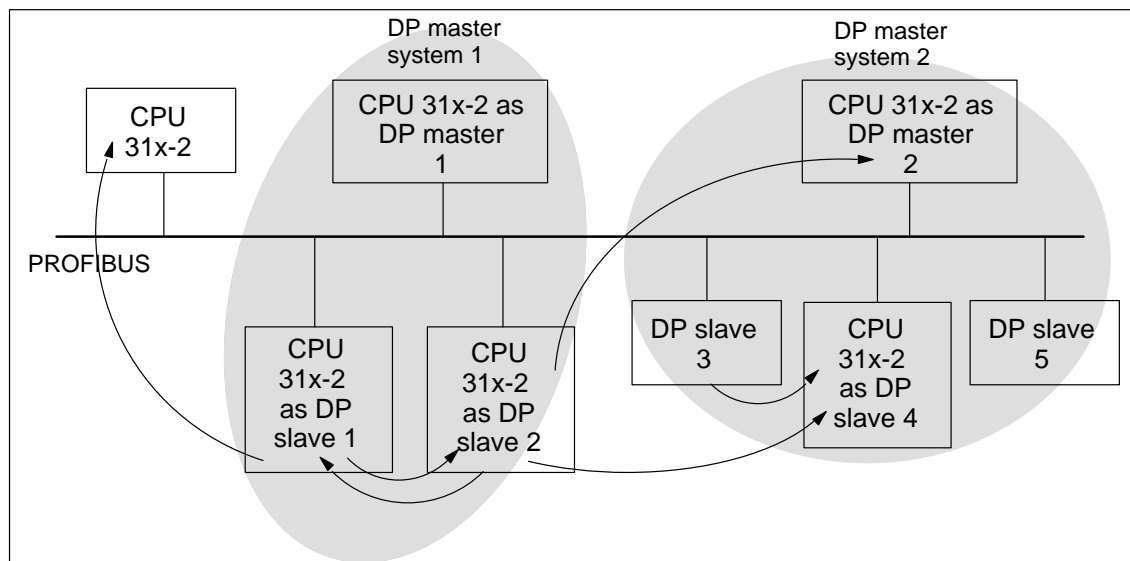 DP master
system 1
DP master
system 2
CPU
31x-2
CPU 31x-2 as
DP master
1
CPU 31x-2 as
DP master
2
PROFIBUS
CPU
31x-2
as DP
slave 1
CPU
31x-2
as DP
slave 2
DP slave
3
CPU
31x-2
as DP
slave 4
DP slave
5